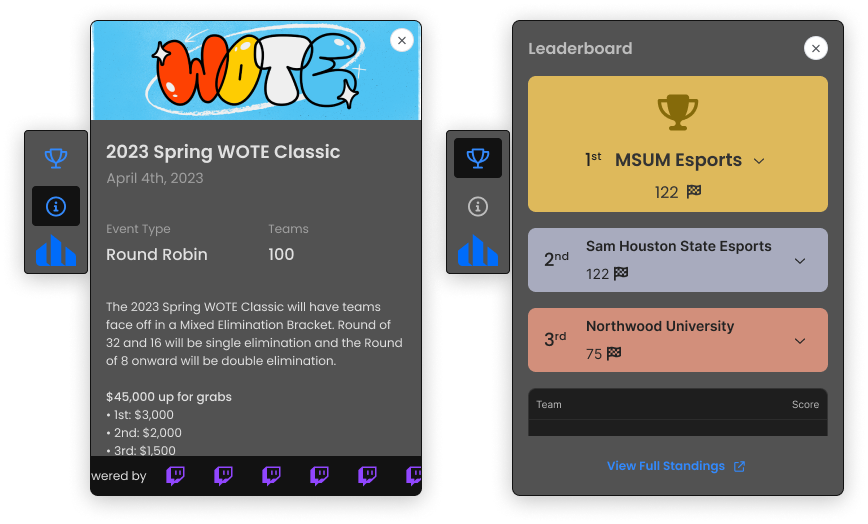 WOTE
2023 Spring WOTE Classic
April 4th, 2023
Event Type
Teams
Round Robin
100
The 2023 Spring WOTE Classic will have teams
face off in a Mixed Elimination Bracket. Round of
32 and 16 will be single elimination and the Round
of 8 onward will be double elimination.
$45,000 up for grabs
• 1st: $3,000
• 2nd: $2,000
• 3rd: $1,500
wered by
Leaderboard
1st MSUM Esports
122
2nd
Sam Houston State Esports
122
3rd
Northwood University
75
Team
Score
View Full Standings